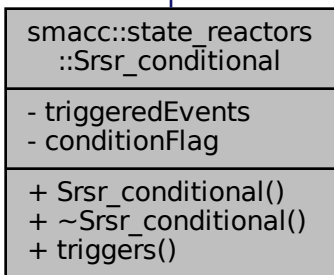 smacc::state_reactors
::Srsr_conditional
- triggeredEvents
- conditionFlag
+ Srsr_conditional()
+ ~Srsr_conditional()
+ triggers()